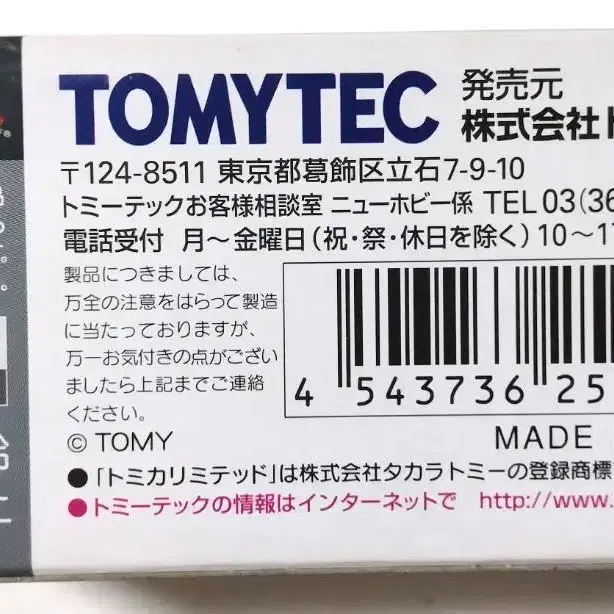 TOMYTEC 発売元
株式会社ト
〒124-8511 東京都葛飾区立石7-9-10
トミーテックお客様相談室 ニューホビー係 TEL 03(36
電話受付 月～金曜日(祝・祭・休日を除く)10～17
製品につきましては、
万全の注意をはらって製造
に当たっておりますが、
万一お気付きの点がござい
ましたら上記までご連絡
ください。
4 543736 25
© TOMY
MADE
●「トミカリミテッド」は株式会社タカラトミーの登録商標
●トミーテックの情報はインターネットで http://www.